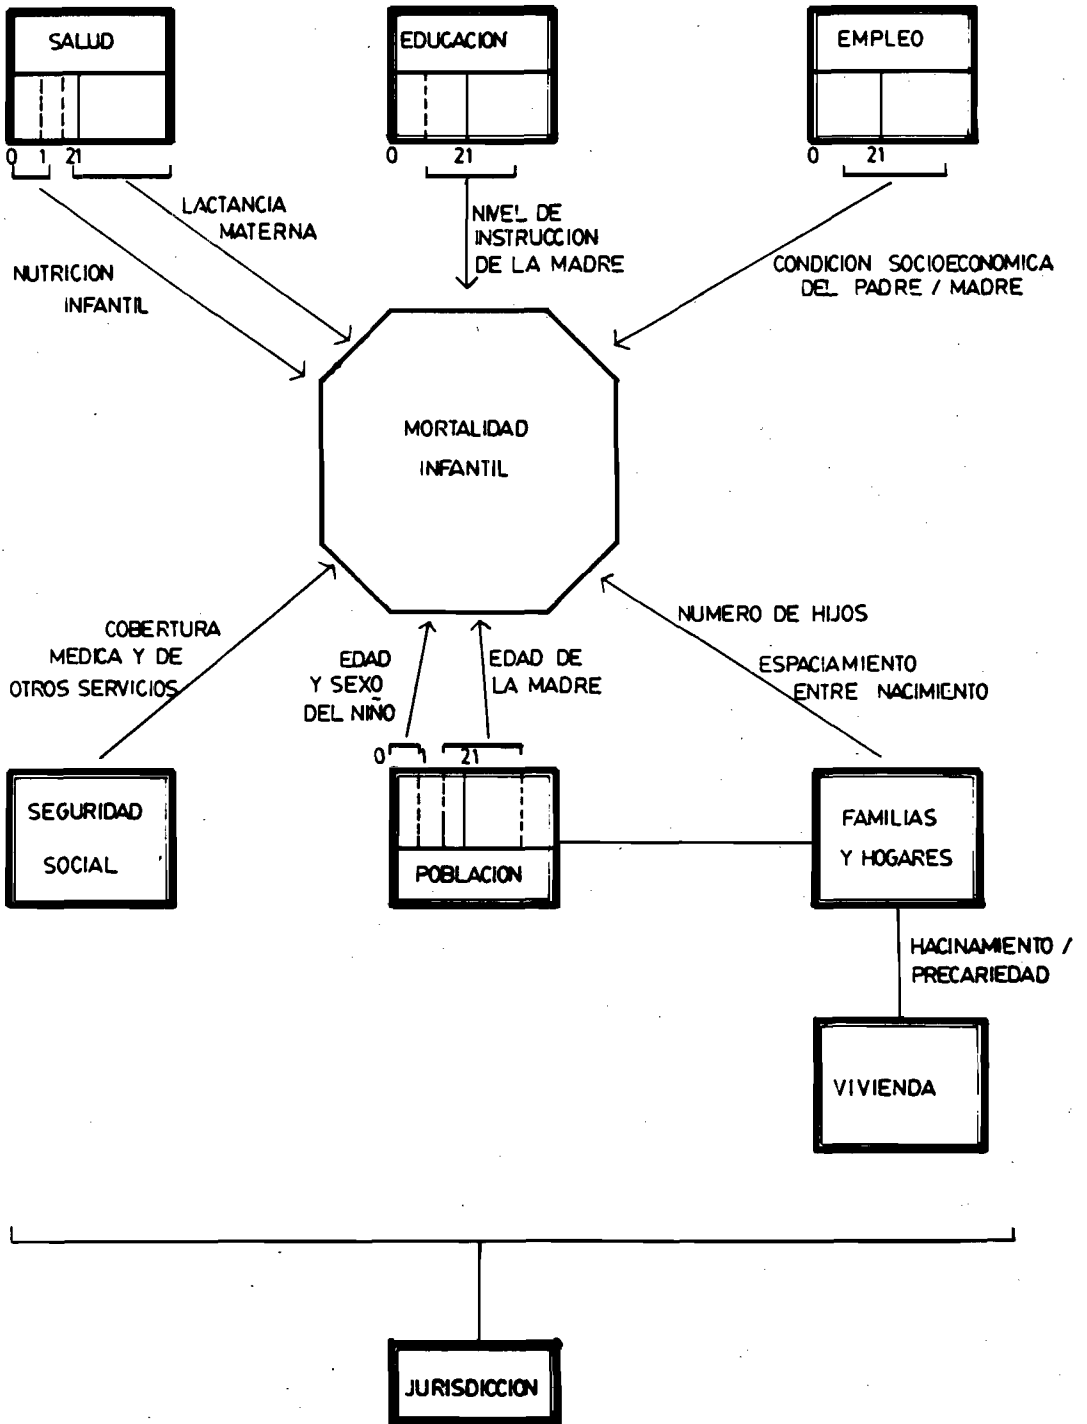 SALUD
EDUCACION
EMPLEO
0 1 21
0 21
0 21
LACTANCIA
MATERNA
NUTRICION
INFANTIL
NIVEL DE
INSTRUCCION
DE LA MADRE
CONDICION SOCIOECONOMICA
DEL PADRE / MADRE
MORTALIDAD
INFANTIL
COBERTURA
MEDICA Y DE
OTROS SERVICIOS
EDAD
Y SEXO
DEL NIÑO
EDAD DE
LA MADRE
NUMERO DE HIJOS
ESPACIAMIENTO
ENTRE NACIMIENTO
0 1 21
SEGURIDAD
SOCIAL
POBLACION
FAMILIAS
Y HOGARES
HACINAMIENTO /
PRECARIEDAD
VIVIENDA
JURISDICCION